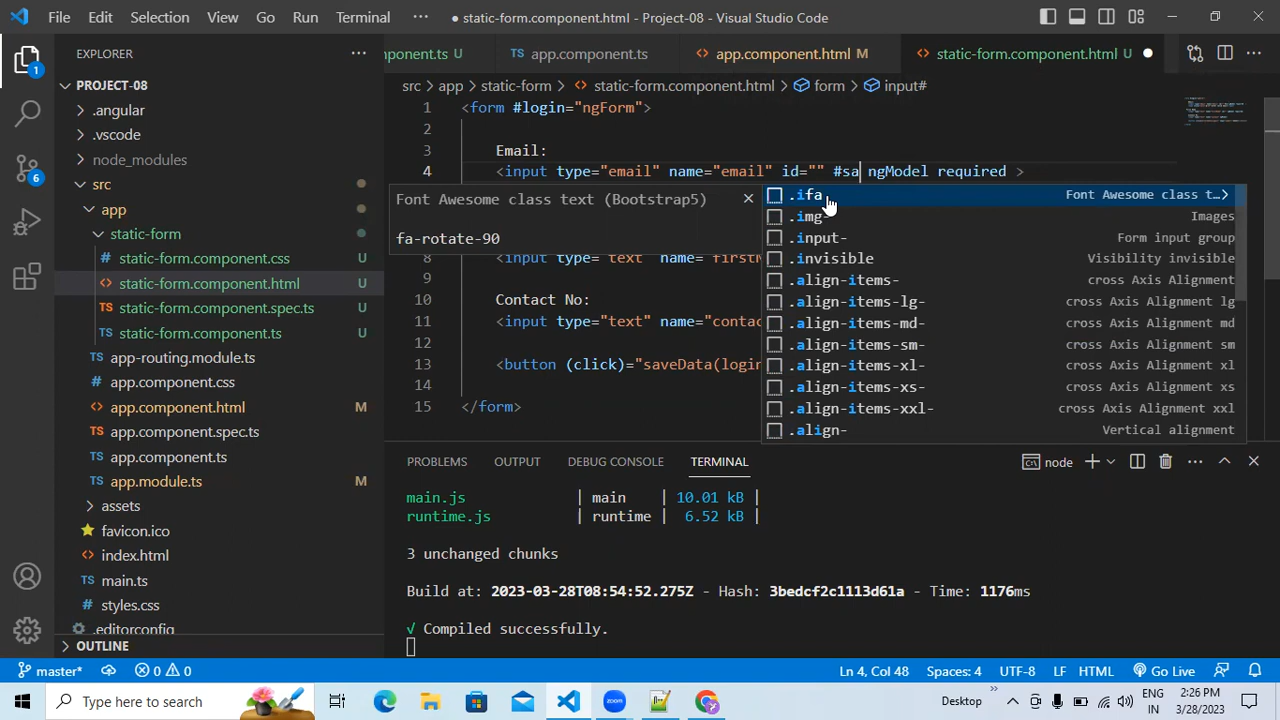 File Edit Selection View Go Run Terminal ··· ● static-form.component.html - Project-08 - Visual Studio Code
EXPLORER ···
mponent.ts U TS app.component.ts <> app.component.html M <> static-form.component.html U ● ···
1
PROJECT-08
src > app > static-form > <> static-form.component.html > form > input#
.angular
.vscode
node_modules
src
app
static-form
static-form.component.css U
<> static-form.component.html U
TS static-form.component.spec.ts U
TS static-form.component.ts U
TS app-routing.module.ts
# app.component.css
<> app.component.html M
TS app.component.spec.ts
TS app.component.ts
TS app.module.ts M
assets
favicon.ico
<> index.html
TS main.ts
# styles.css
.editorconfig
OUTLINE
6
1 <form #login="ngForm">
2
3 Email:
4 <input type="email" name="email" id="" #sa ngModel required >
Font Awesome class text (Bootstrap5) ×
fa-rotate-90
.ifa Font Awesome class t…>
.img- Images
.input- Form input group
.invisible Visibility invisible
.align-items- cross Axis Alignment
.align-items-lg- cross Axis Alignment lg
.align-items-md- cross Axis Alignment md
.align-items-sm- cross Axis Alignment sm
.align-items-xl- cross Axis Alignment xl
.align-items-xs- cross Axis Alignment xs
.align-items-xxl- cross Axis Alignment xxl
.align- Vertical alignment
8 <input type="text" name="firstN
9
10 Contact No:
11 <input type="text" name="contac
12
13 <button (click)="saveData(login
14
15 </form>
PROBLEMS OUTPUT DEBUG CONSOLE TERMINAL node
main.js | main | 10.01 kB |
runtime.js | runtime | 6.52 kB |
3 unchanged chunks
Build at: 2023-03-28T08:54:52.275Z - Hash: 3bedcf2c1113d61a - Time: 1176ms
√ Compiled successfully.
master* 0 0 Ln 4, Col 48 Spaces: 4 UTF-8 LF HTML Go Live
Type here to search Desktop » ENG IN 2:26 PM 3/28/2023